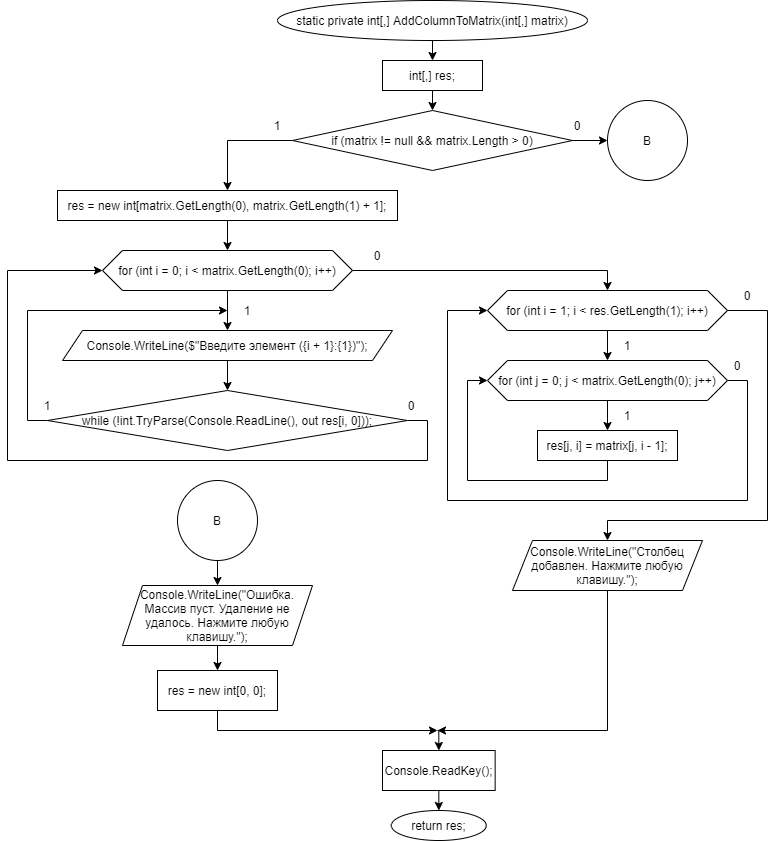 static private int[,] AddColumnToMatrix(int[,] matrix)
int[,] res;
1
0
if (matrix != null && matrix.Length > 0)
B
res = new int[matrix.GetLength(0), matrix.GetLength(1) + 1];
for (int i = 0; i < matrix.GetLength(0); i++)
0
1
Console.WriteLine($"Введите элемент ({i + 1}:{1})");
1
while (!int.TryParse(Console.ReadLine(), out res[i, 0]));
0
for (int i = 1; i < res.GetLength(1); i++)
0
1
for (int j = 0; j < matrix.GetLength(0); j++)
0
1
res[j, i] = matrix[j, i - 1];
Console.WriteLine("Столбец
добавлен. Нажмите любую
клавишу.");
B
Console.WriteLine("Ошибка.
Массив пуст. Удаление не
удалось. Нажмите любую
клавишу.");
res = new int[0, 0];
Console.ReadKey();
return res;